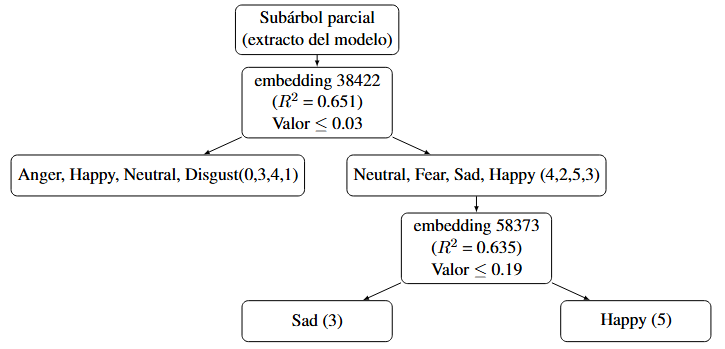 Subárbol parcial
(extracto del modelo)
embedding 38422
(R² = 0.651)
Valor ≤ 0.03
Anger, Happy, Neutral, Disgust(0,3,4,1)
Neutral, Fear, Sad, Happy (4,2,5,3)
embedding 58373
(R² = 0.635)
Valor ≤ 0.19
Sad (3)
Happy (5)